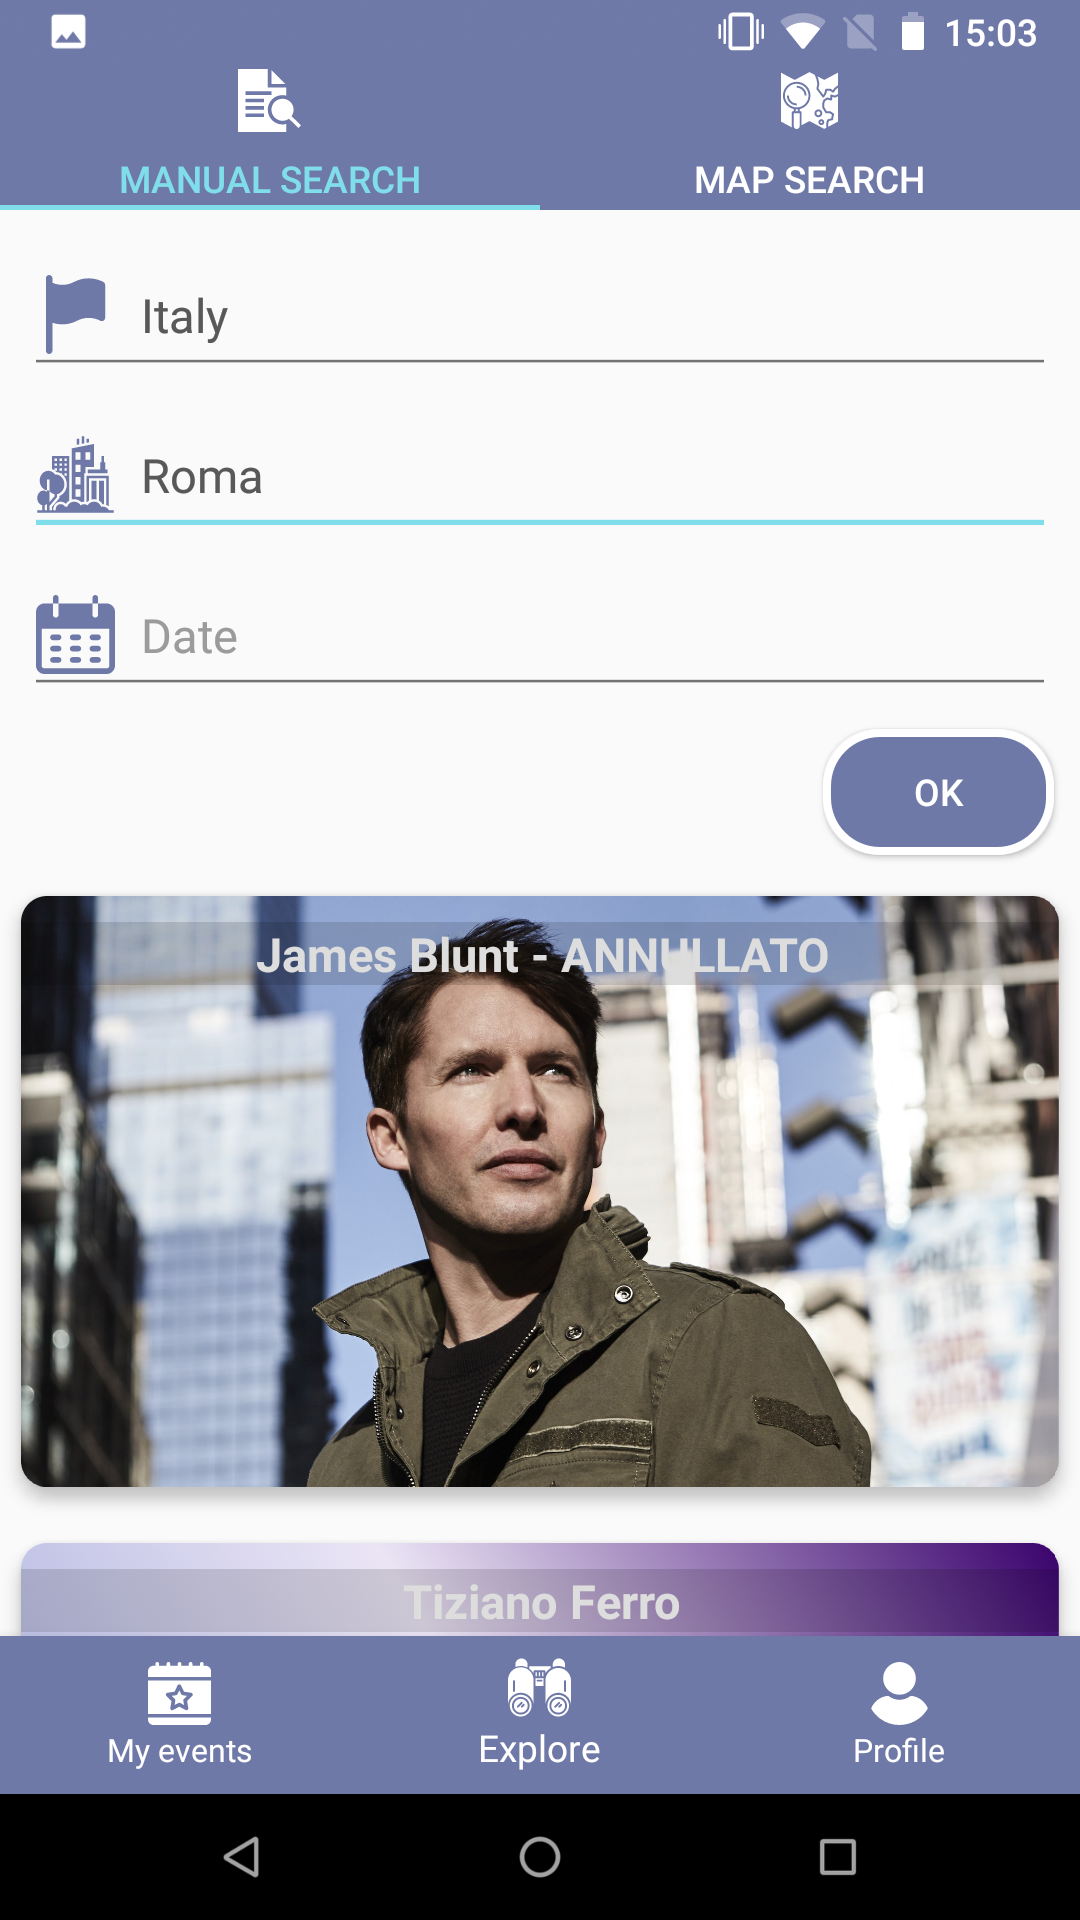 15:03
MANUAL SEARCH
MAP SEARCH
Italy
Roma
Date
OK
James Blunt - ANNULLATO
Tiziano Ferro
My events
Explore
Profile